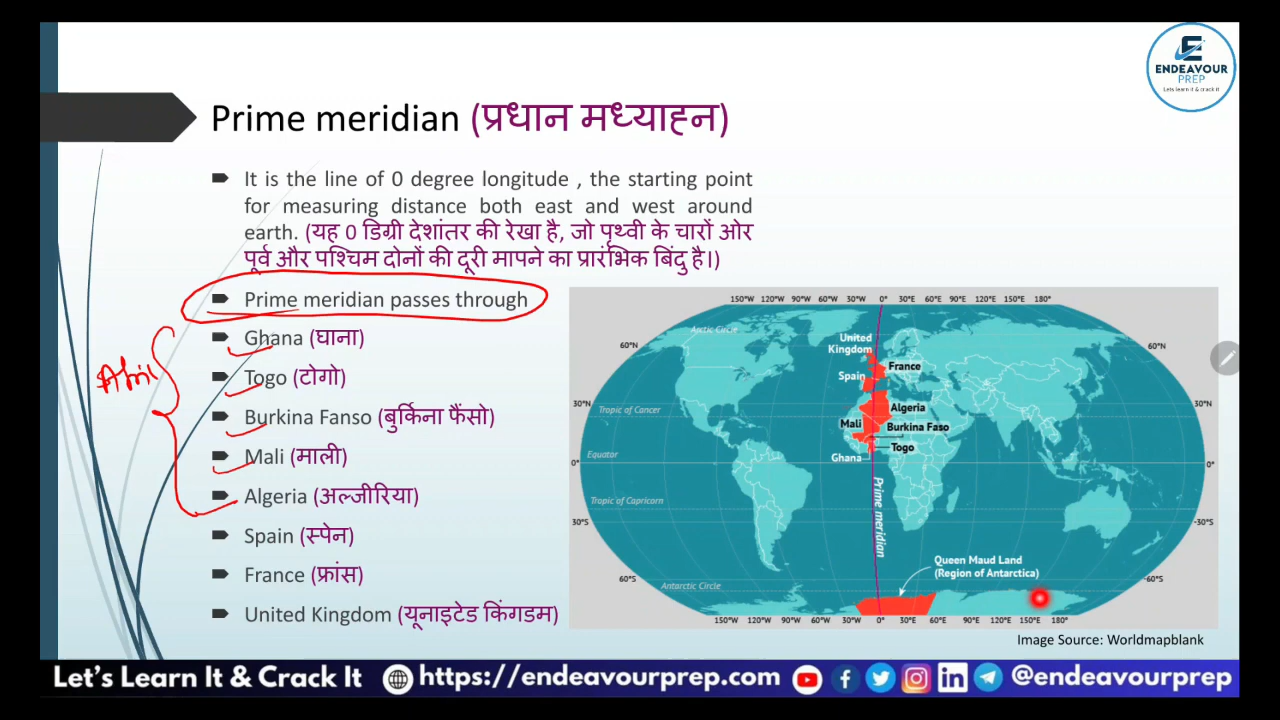 ENDEAVOUR
PREP
Lets learn it & crack it
Prime meridian (प्रधान मध्याह्न)
It is the line of 0 degree longitude , the starting point
for measuring distance both east and west around
earth. (यह 0 डिग्री देशांतर की रेखा है, जो पृथ्वी के चारों ओर
पूर्व और पश्चिम दोनों की दूरी मापने का प्रारंभिक बिंदु है।)
Prime meridian passes through
Ghana (घाना)
Togo (टोगो)
Burkina Fanso (बुर्किना फैंसो)
Mali (माली)
Algeria (अल्जीरिया)
Spain (स्पेन)
France (फ्रांस)
United Kingdom (यूनाइटेड किंगडम)
150°W 120°W 90°W 60°W 30°W 0° 30°E 60°E 90°E 120°E 150°E 180°
Arctic Circle
60°N 60°N
United
Kingdom
France
Spain
30°N 30°N
Tropic of Cancer
Algeria
Mali
Burkina Faso
Togo
Ghana
Equator
0° 0°
Prime meridian
Tropic of Capricorn
30°S -30°S
Queen Maud Land
(Region of Antarctica)
60°S -60°S
Antarctic Circle
150°W 120°W 90°W 60°W 30°W 0° 30°E 60°E 90°E 120°E 150°E 180°
Image Source: Worldmapblank
Let's Learn It & Crack It https://endeavourprep.com @endeavourprep